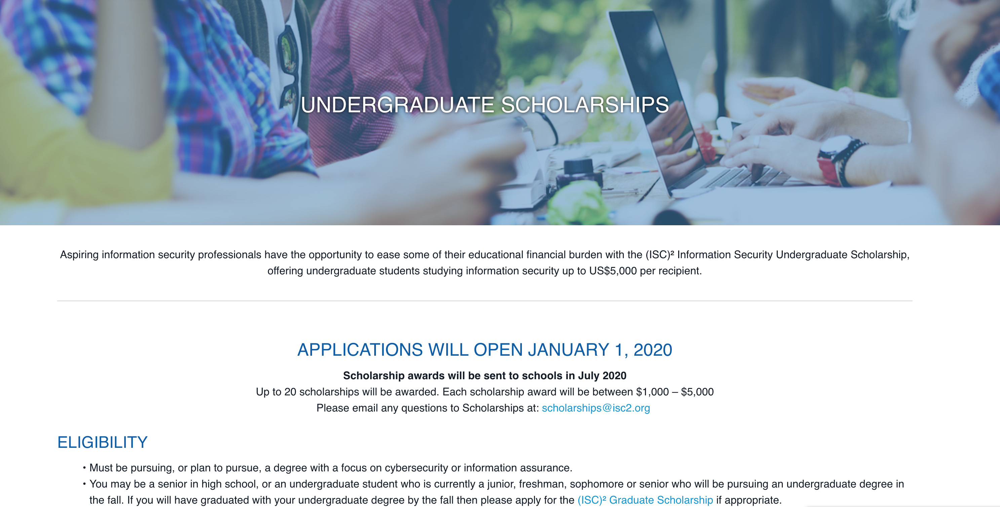 UNDERGRADUATE SCHOLARSHIPS
Aspiring information security professionals have the opportunity to ease some of their educational financial burden with the (ISC)² Information Security Undergraduate Scholarship,
offering undergraduate students studying information security up to US$5,000 per recipient.
APPLICATIONS WILL OPEN JANUARY 1, 2020
Scholarship awards will be sent to schools in July 2020
Up to 20 scholarships will be awarded. Each scholarship award will be between $1,000 – $5,000
Please email any questions to Scholarships at: scholarships@isc2.org
ELIGIBILITY
• Must be pursuing, or plan to pursue, a degree with a focus on cybersecurity or information assurance.
• You may be a senior in high school, or an undergraduate student who is currently a junior, freshman, sophomore or senior who will be pursuing an undergraduate degree in
the fall. If you will have graduated with your undergraduate degree by the fall then please apply for the (ISC)² Graduate Scholarship if appropriate.